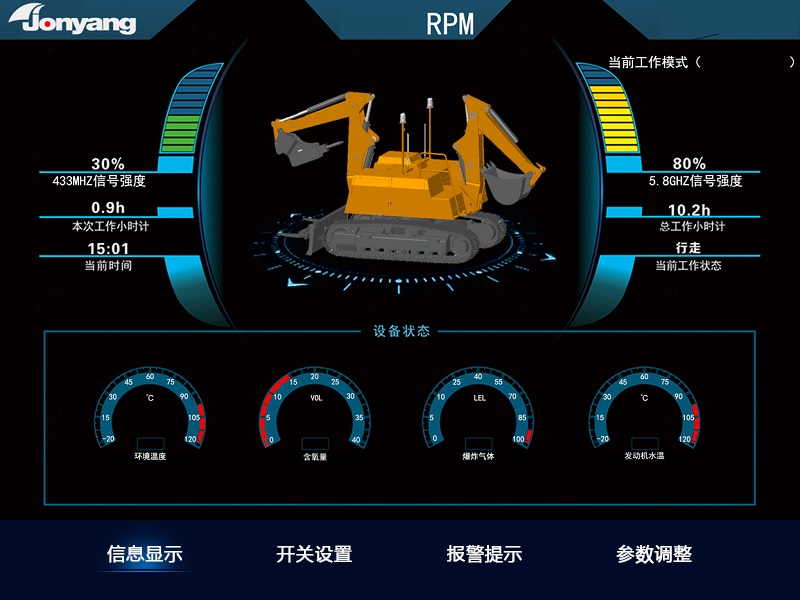 Jonyang
RPM
当前工作模式（ ）
30%
433MHZ信号强度
0.9h
本次工作小时计
15:01
当前时间
80%
5.8GHZ信号强度
10.2h
总工作小时计
行走
当前工作状态
设备状态
-20 15 30 45 60 75 90 105 120
℃
环境温度
0 5 10 15 20 25 30 35 40
VOL
含氧量
0 5 10 25 40 55 70 85 100
LEL
爆炸气体
-20 15 30 45 60 75 90 105 120
℃
发动机水温
信息显示
开关设置
报警提示
参数调整